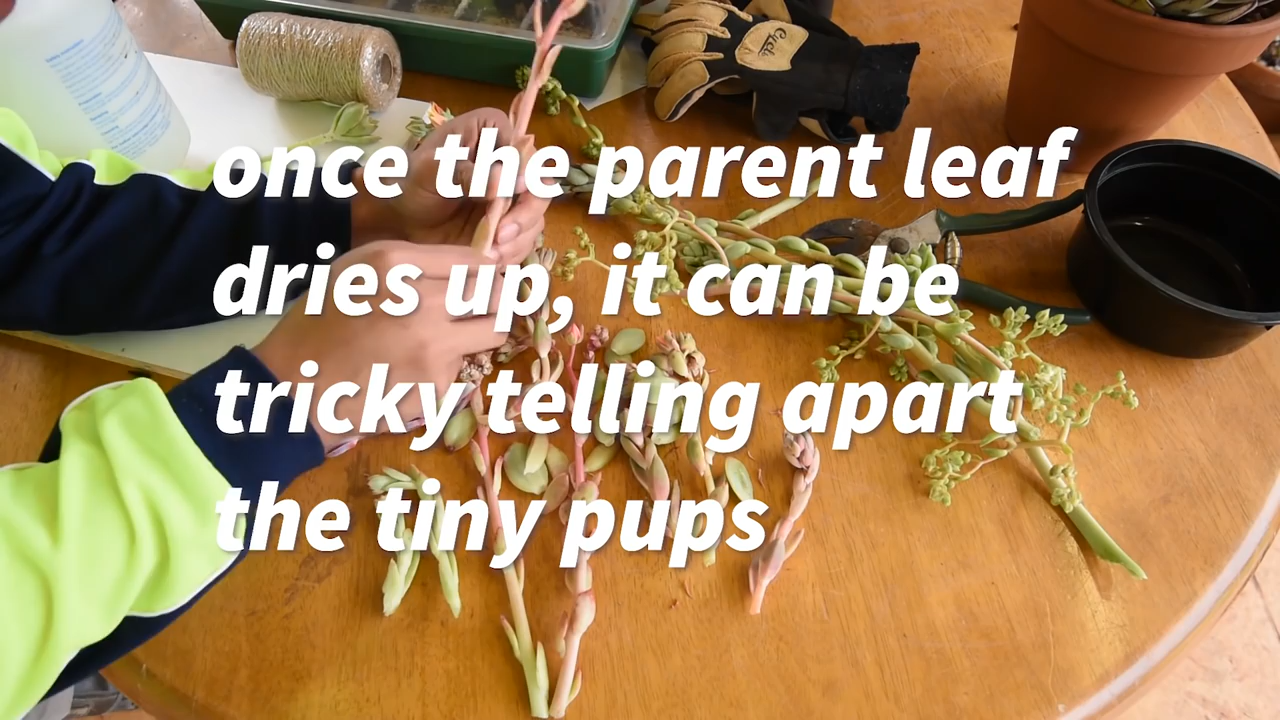 once the parent leaf
dries up, it can be
tricky telling apart
the tiny pups